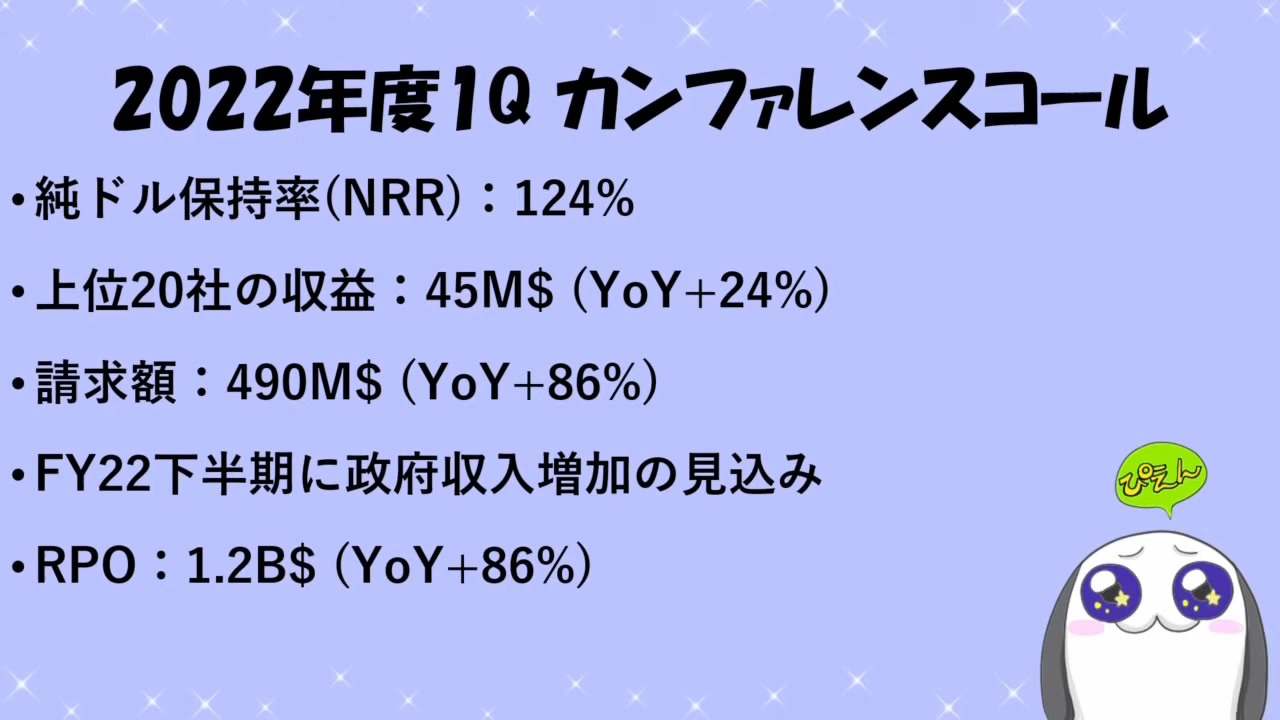 2022年度1Q カンファレンスコール
•純ドル保持率(NRR)：124%
•上位20社の収益：45M$ (YoY+24%)
•請求額：490M$ (YoY+86%)
•FY22下半期に政府収入増加の見込み
ぴえん
•RPO：1.2B$ (YoY+86%)